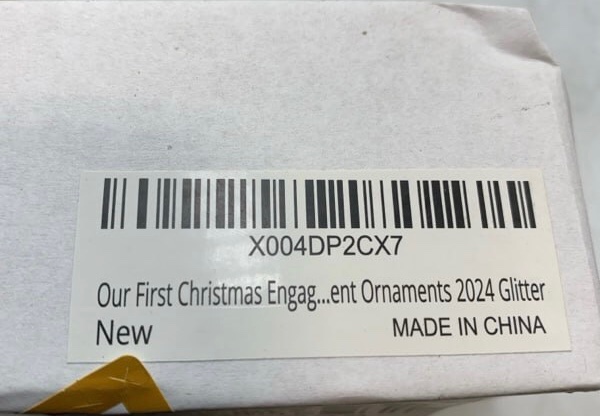 X004DP2CX7
Our First Christmas Engag...ent Ornaments 2024 Glitter
New
MADE IN CHINA